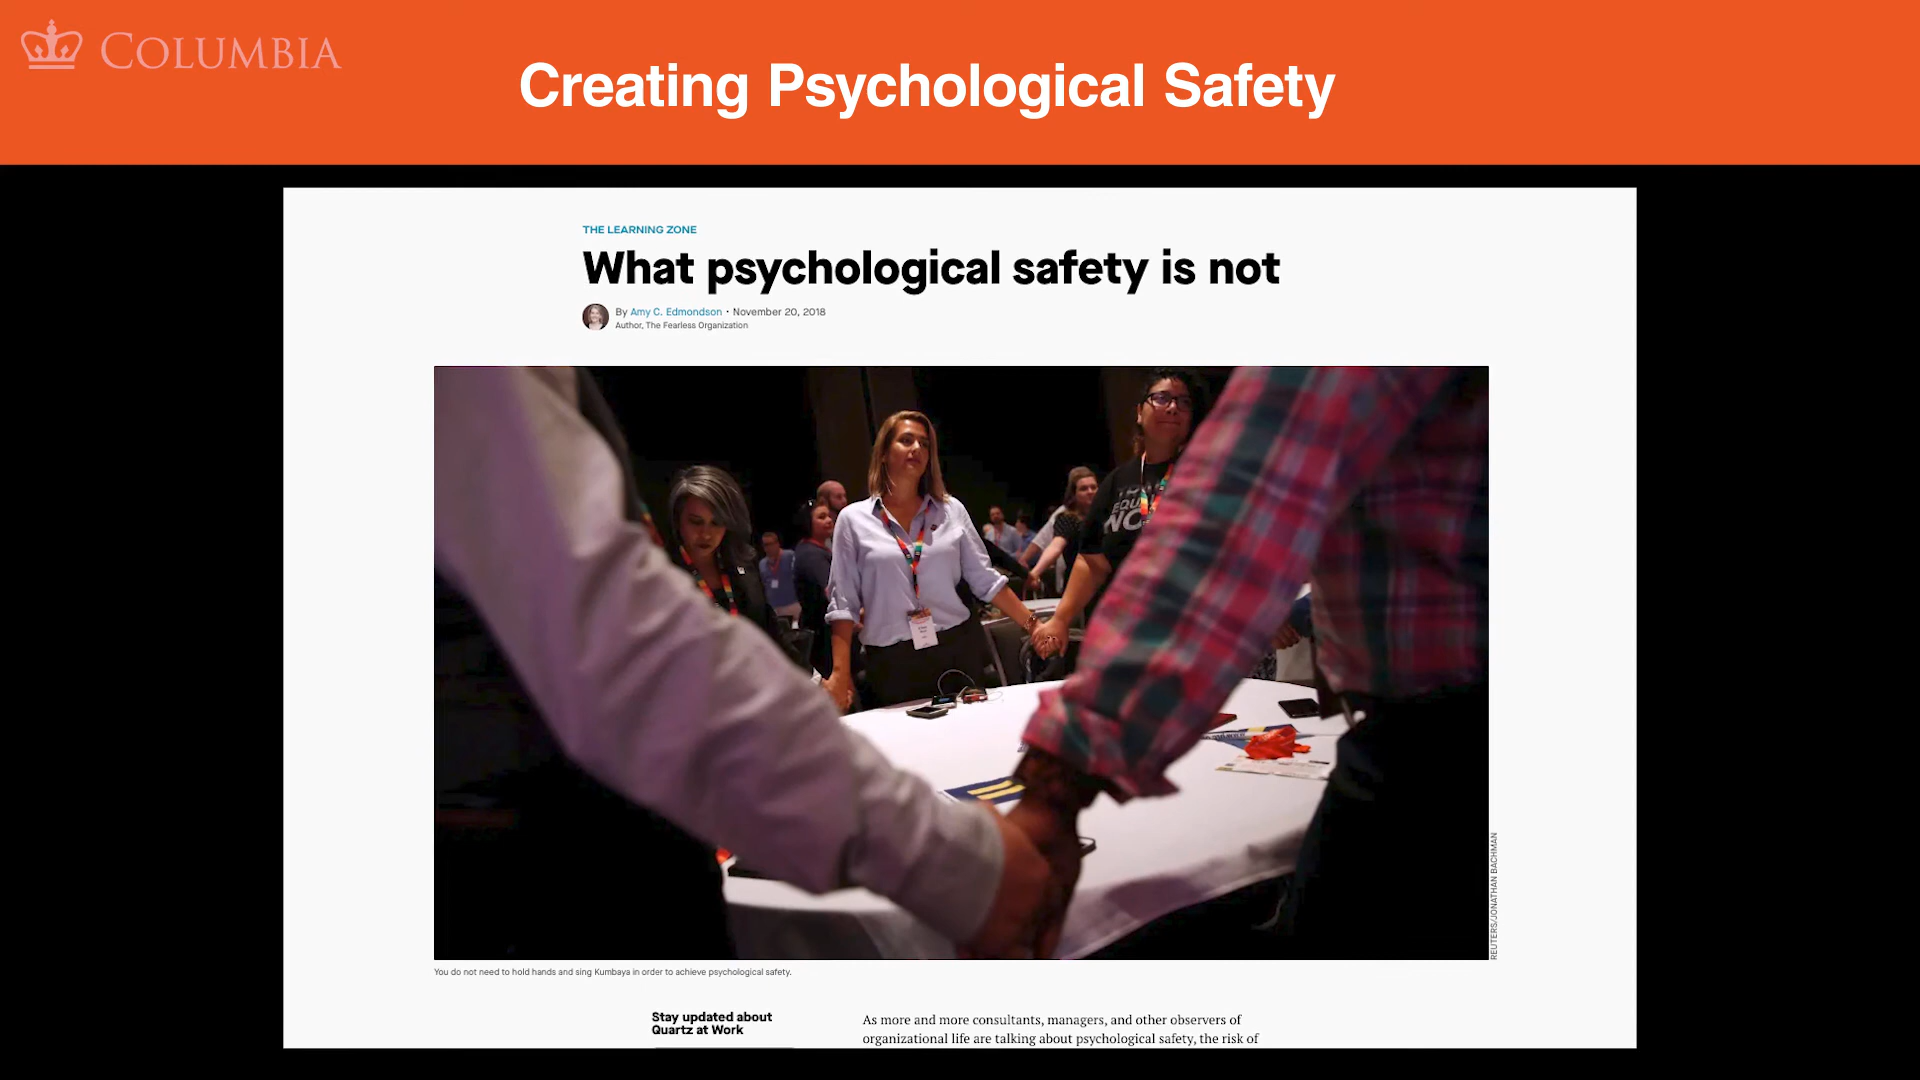 COLUMBIA
Creating Psychological Safety
THE LEARNING ZONE
What psychological safety is not
By Amy C. Edmondson • November 20, 2018
Author, The Fearless Organization
EQU
NO
REUTERS/JONATHAN BACHMAN
You do not need to hold hands and sing Kumbaya in order to achieve psychological safety.
Stay updated about
Quartz at Work
As more and more consultants, managers, and other observers of
organizational life are talking about psychological safety, the risk of